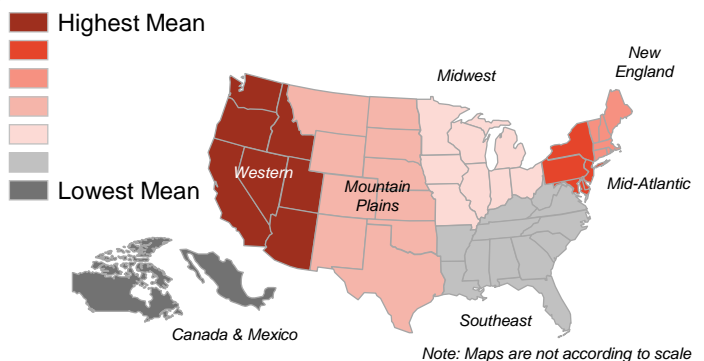 Highest Mean
New
England
Midwest
Western
Mountain
Plains
Lowest Mean
Mid-Atlantic
Southeast
Canada & Mexico
Note: Maps are not according to scale